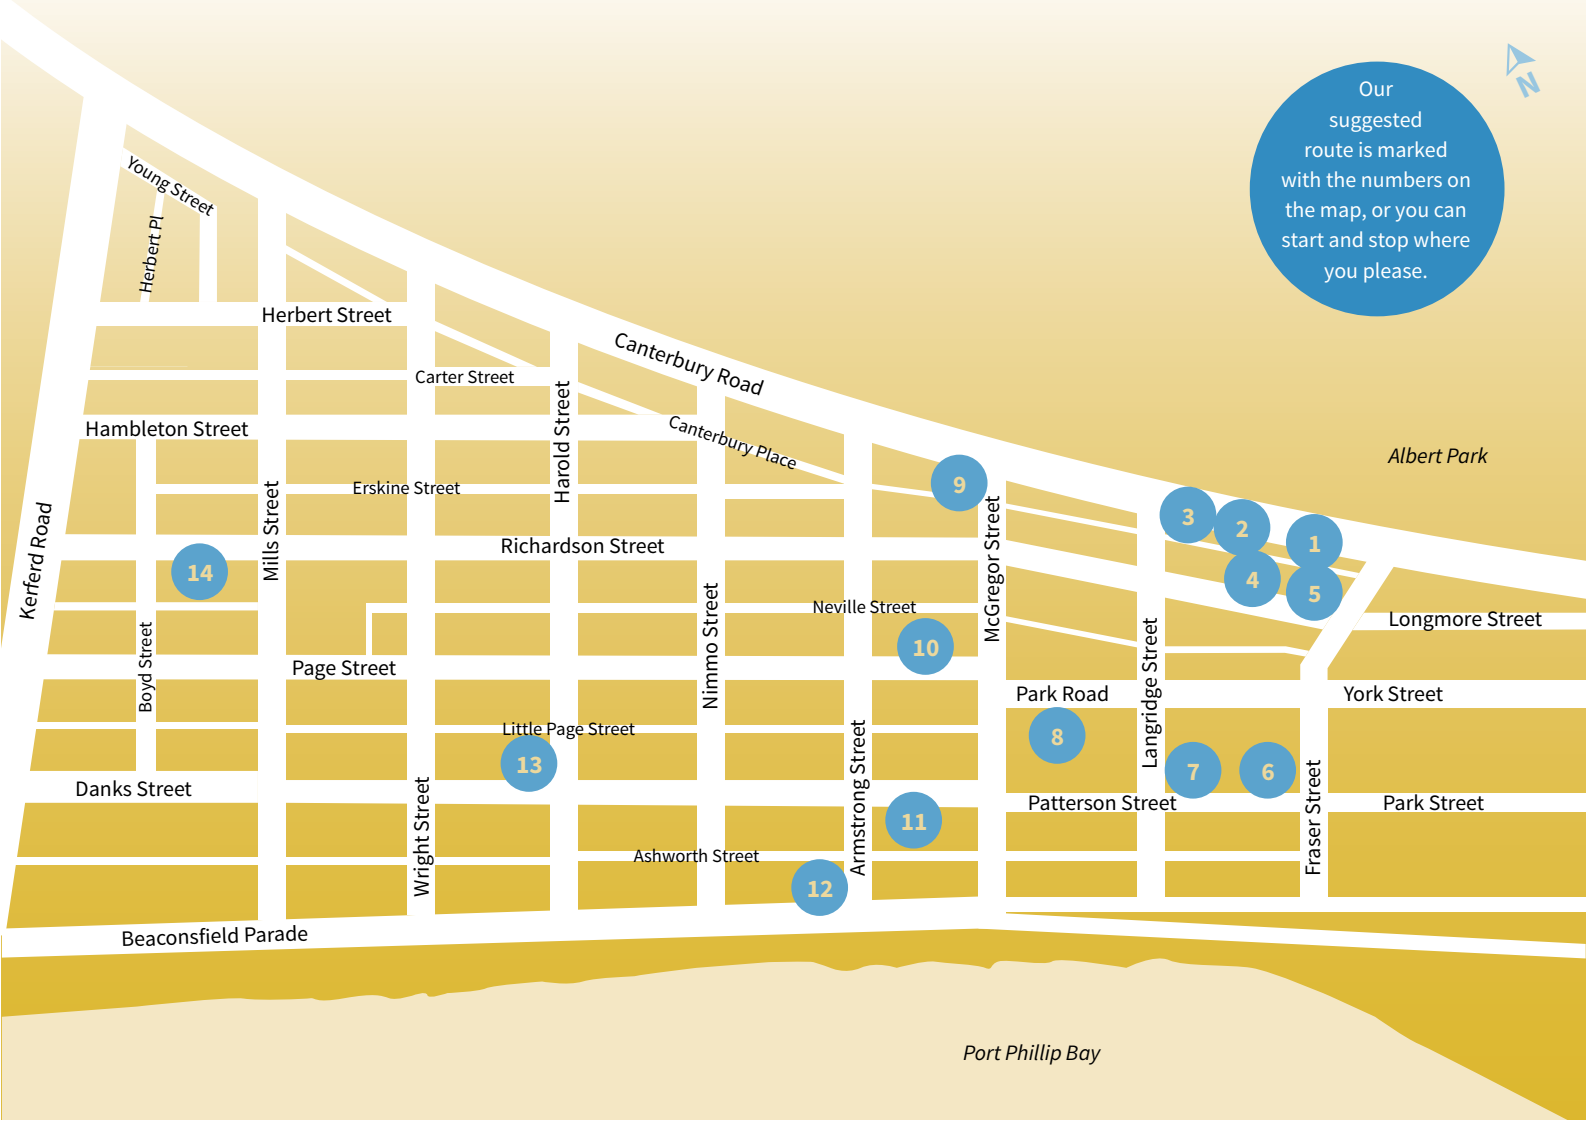 N
Our
suggested
route is marked
with the numbers on
the map, or you can
start and stop where
you please.
Young Street
Herbert Pl
Herbert Street
Canterbury Road
Carter Street
Harold Street
Hambleton Street
Canterbury Place
Albert Park
Erskine Street
Mills Street
Kerferd Road
9
McGregor Street
3
2
1
Richardson Street
14
4
5
Neville Street
Longmore Street
10
Boyd Street
Page Street
Nimmo Street
Langridge Street
Park Road
York Street
Little Page Street
8
13
7
6
Armstrong Street
Danks Street
Wright Street
Patterson Street
Fraser Street
Park Street
11
Ashworth Street
12
Beaconsfield Parade
Port Phillip Bay